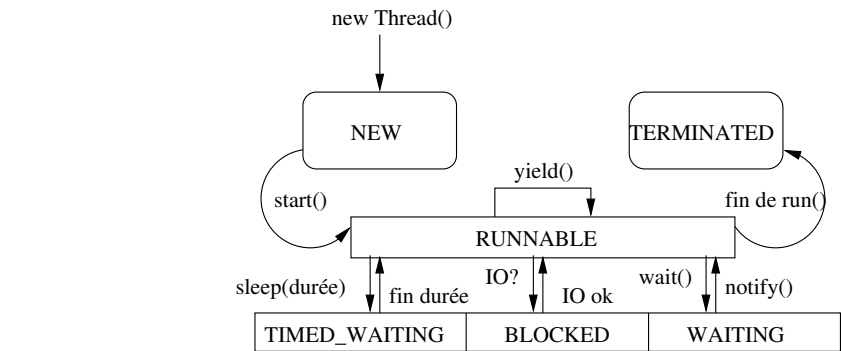 new Thread()
NEW
TERMINATED
yield()
start()
fin de run()
RUNNABLE
sleep(durée)
fin durée
IO?
IO ok
wait()
notify()
TIMED_WAITING
BLOCKED
WAITING